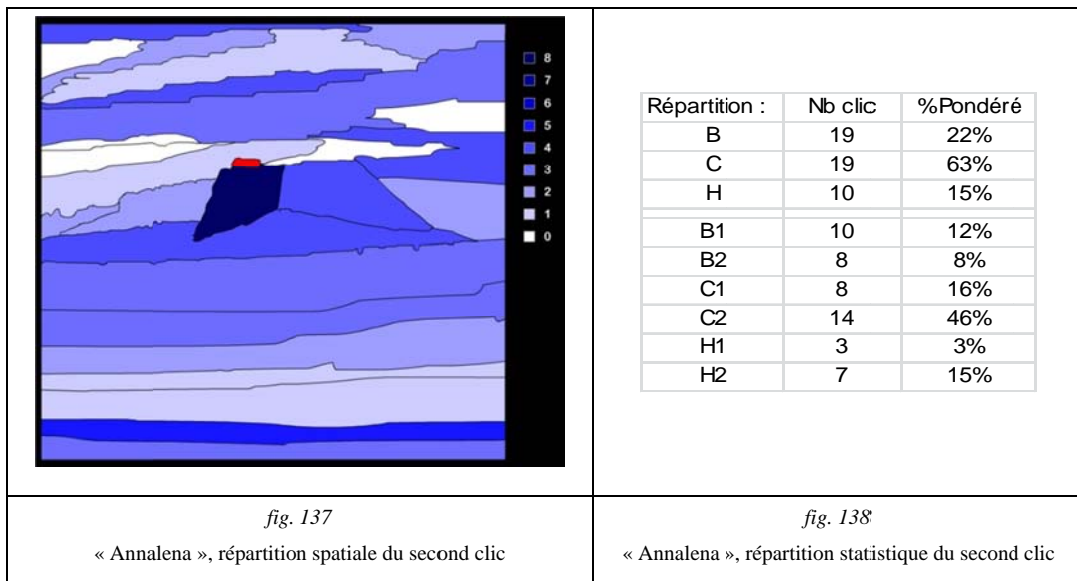 8
7
6
5
4
3
2
1
0
Répartition : Nb clic %Pondéré
B 19 22%
C 19 63%
H 10 15%
B1 10 12%
B2 8 8%
C1 8 16%
C2 14 46%
H1 3 3%
H2 7 15%
fig. 137
« Annalena », répartition spatiale du second clic
fig. 138
« Annalena », répartition statistique du second clic